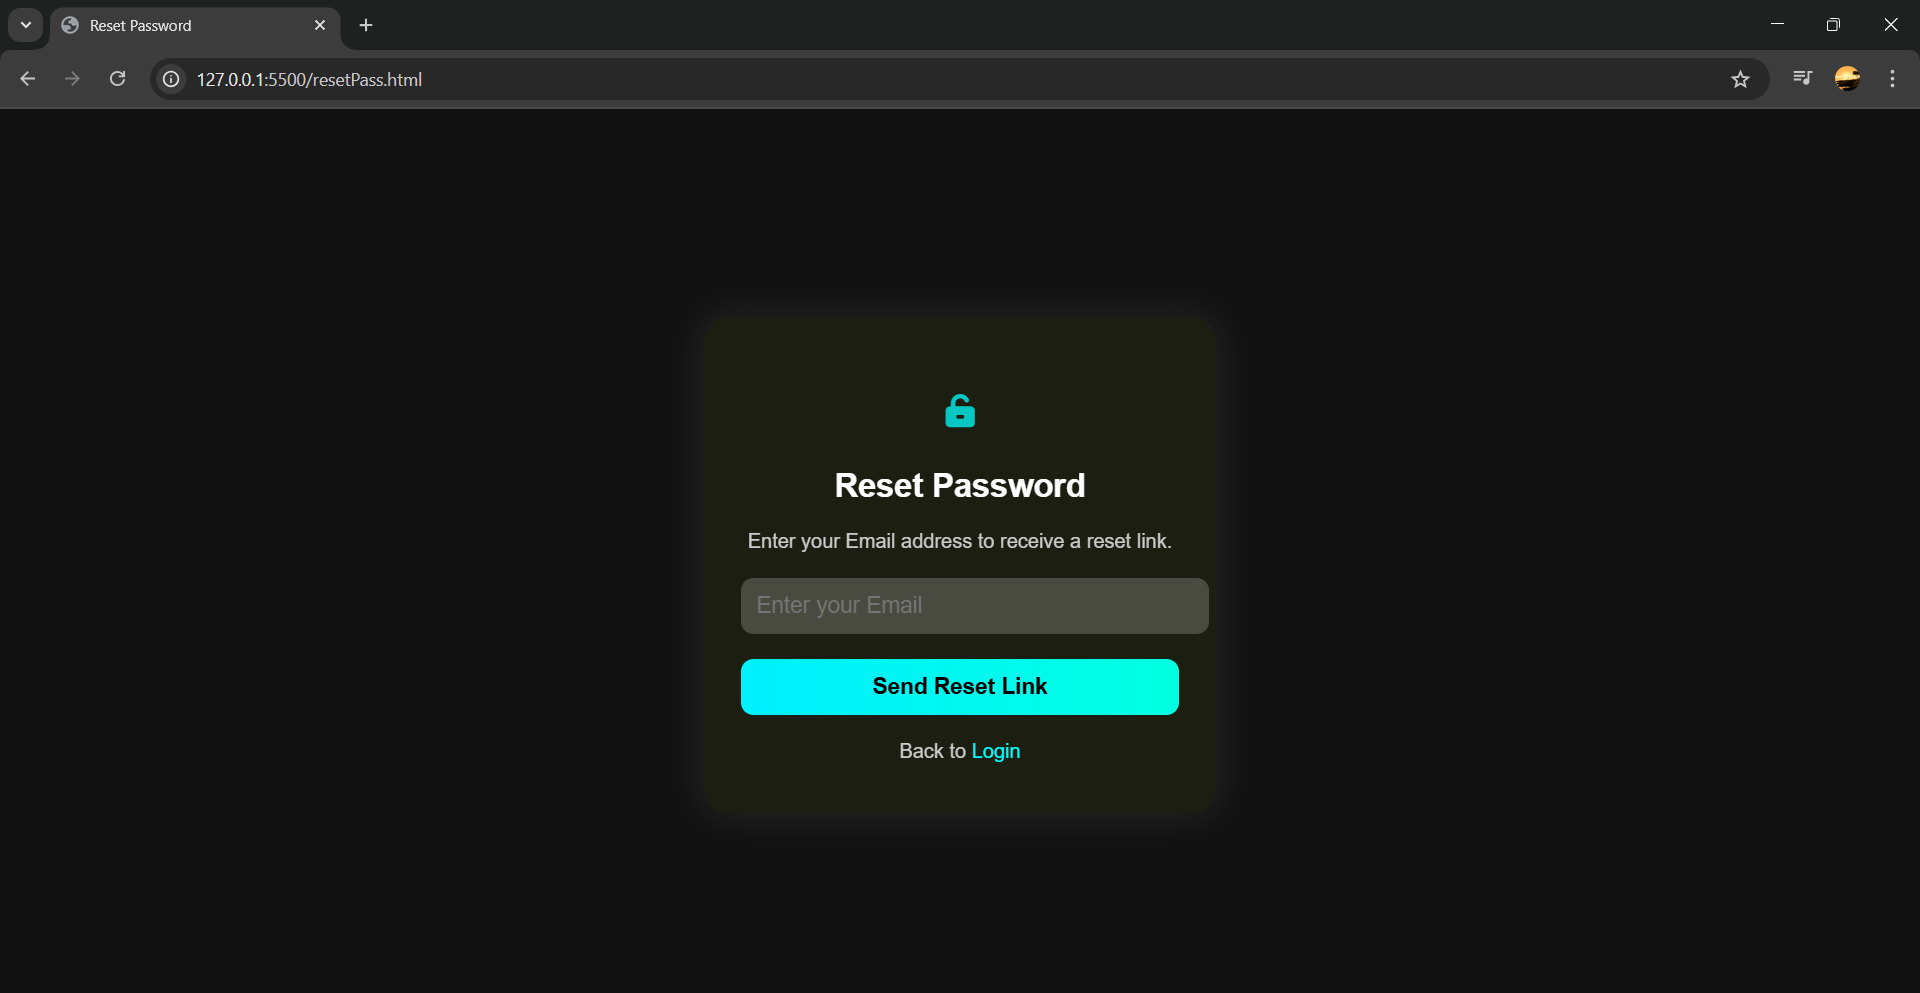 Reset Password
127.0.0.1:5500/resetPass.html
Reset Password
Enter your Email address to receive a reset link.
Enter your Email
Send Reset Link
Back to Login